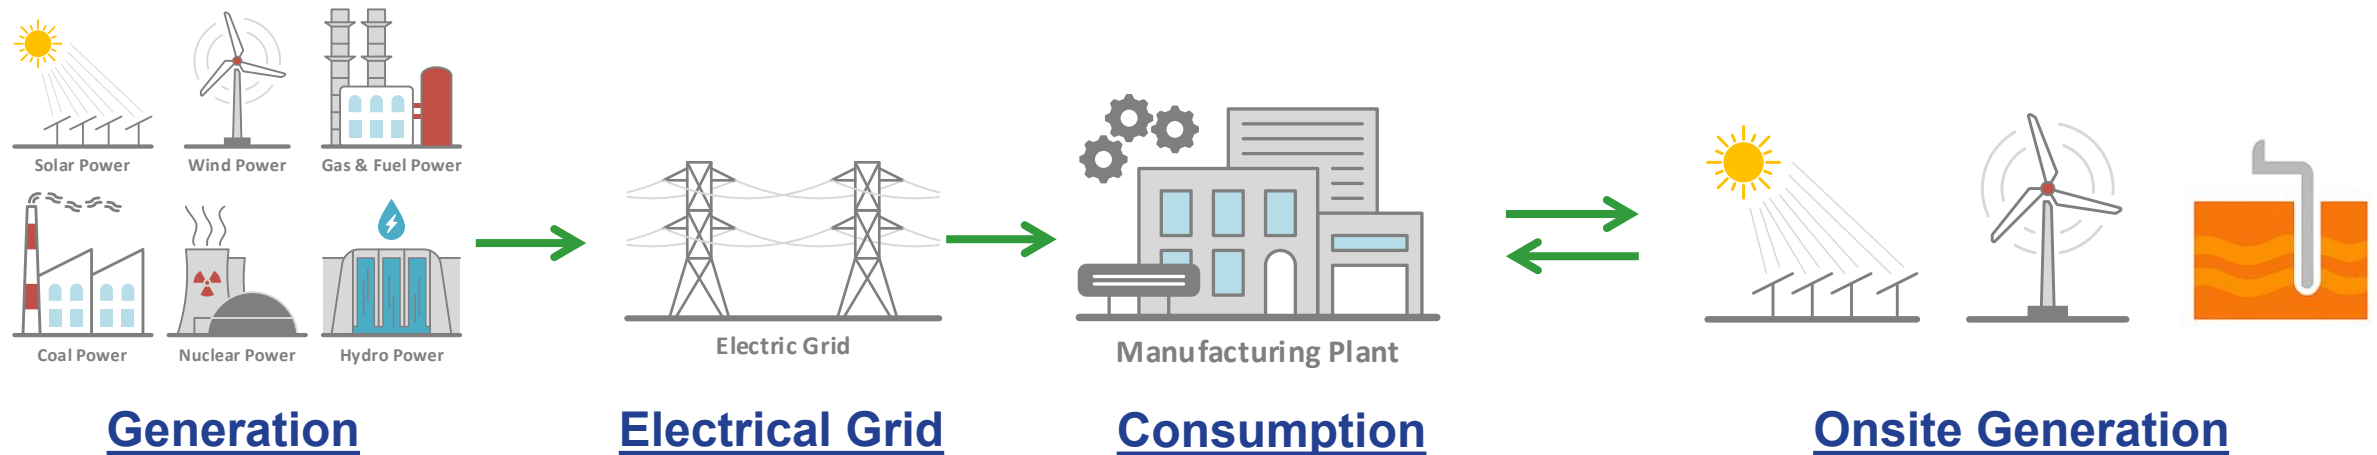 Solar Power
Wind Power
Gas & Fuel Power
Coal Power
Nuclear Power
Hydro Power
Electric Grid
Manufacturing Plant
Generation
Electrical Grid
Consumption
Onsite Generation